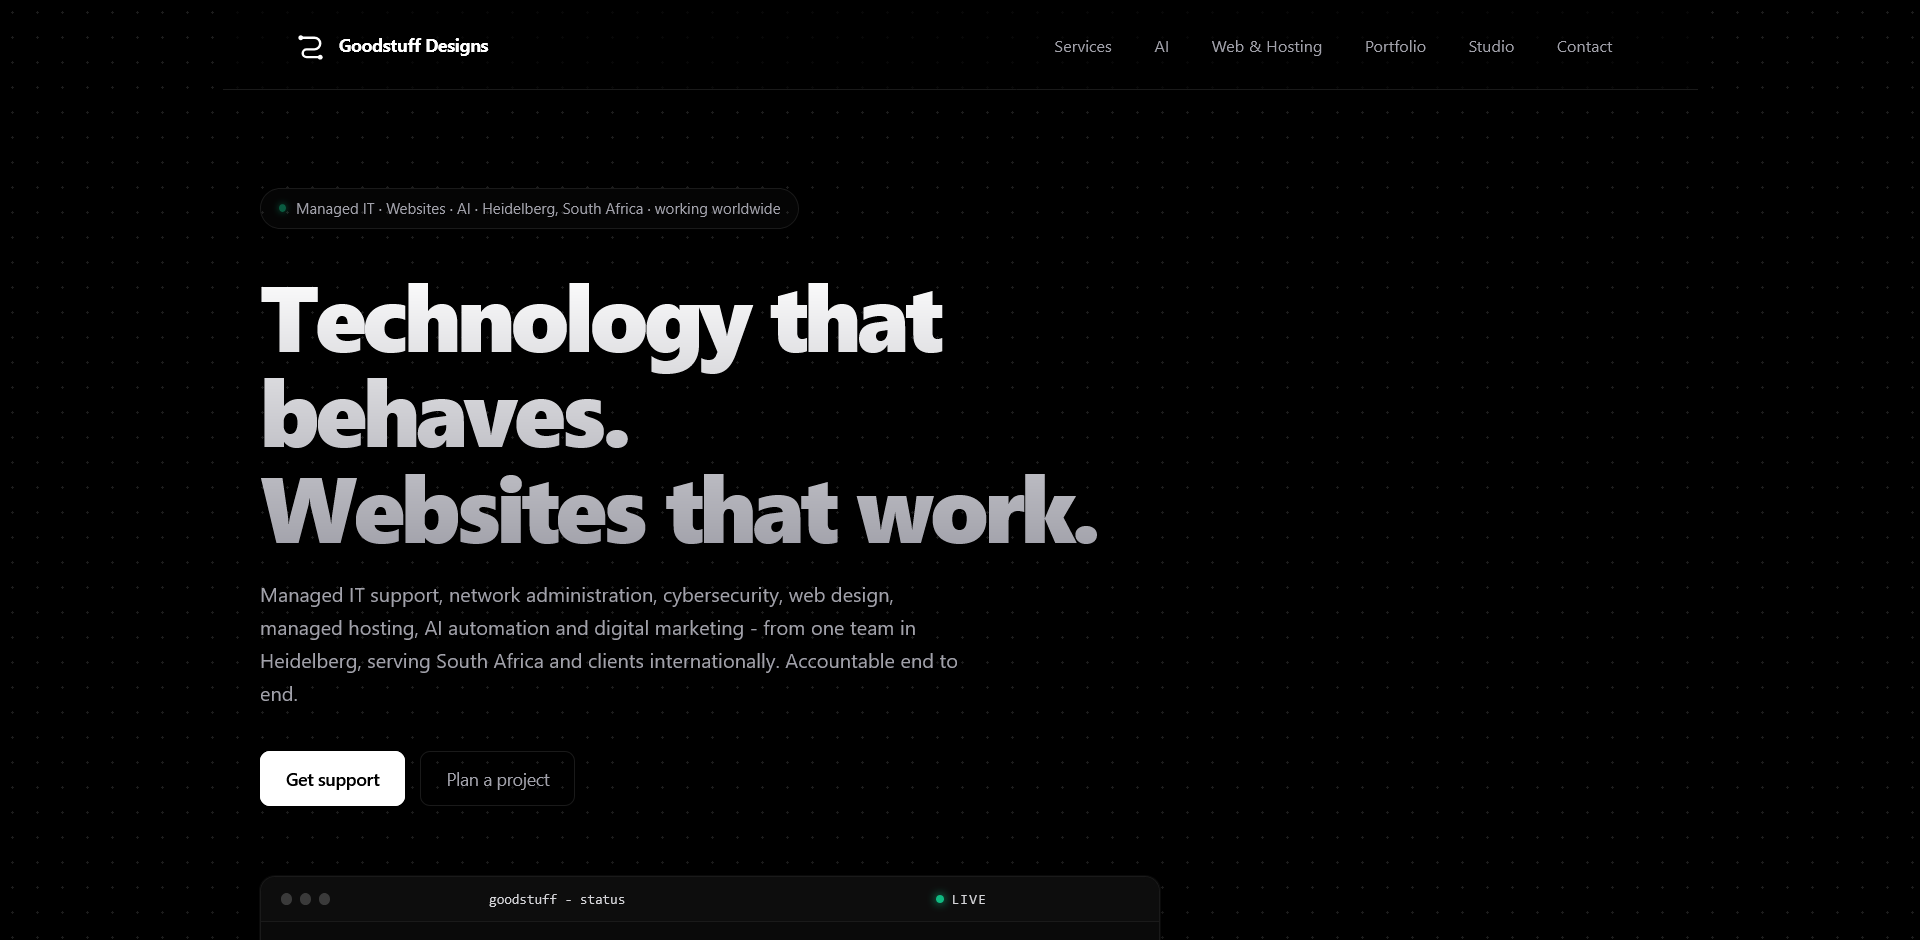 Goodstuff Designs
Services AI Web & Hosting Portfolio Studio Contact
Managed IT · Websites · AI · Heidelberg, South Africa · working worldwide
Technology that
behaves.
Websites that work.
Managed IT support, network administration, cybersecurity, web design,
managed hosting, AI automation and digital marketing - from one team in
Heidelberg, serving South Africa and clients internationally. Accountable end to
end.
Get support Plan a project
goodstuff - status LIVE